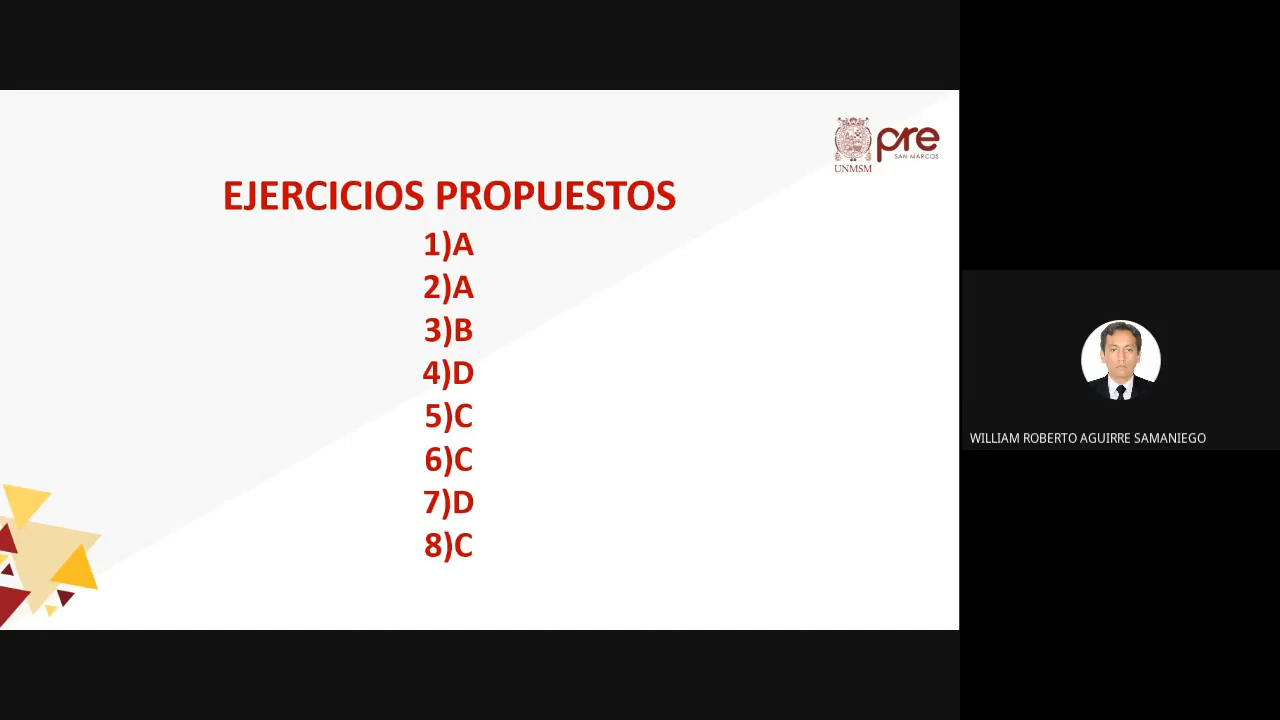 pre
SAN MARCOS
UNMSM
EJERCICIOS PROPUESTOS
1)A
2)A
3)B
4)D
5)C
6)C
7)D
8)C
WILLIAM ROBERTO AGUIRRE SAMANIEGO